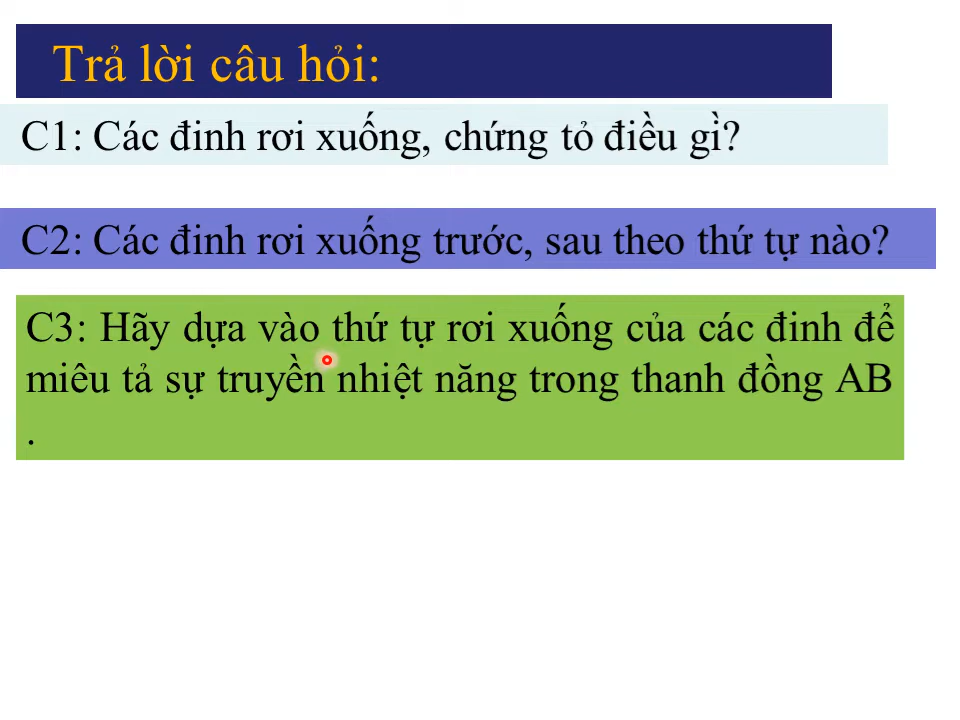 Trả lời câu hỏi:
C1: Các đinh rơi xuống, chứng tỏ điều gì?
C2: Các đinh rơi xuống trước, sau theo thứ tự nào?
C3: Hãy dựa vào thứ tự rơi xuống của các đinh để
miêu tả sự truyền nhiệt năng trong thanh đồng AB
.